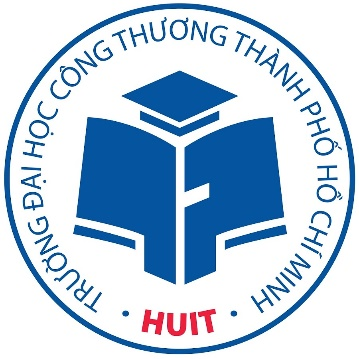 TRƯỜNG ĐẠI HỌC CÔNG THƯƠNG THÀNH PHỐ HỒ CHÍ MINH
· HUIT ·